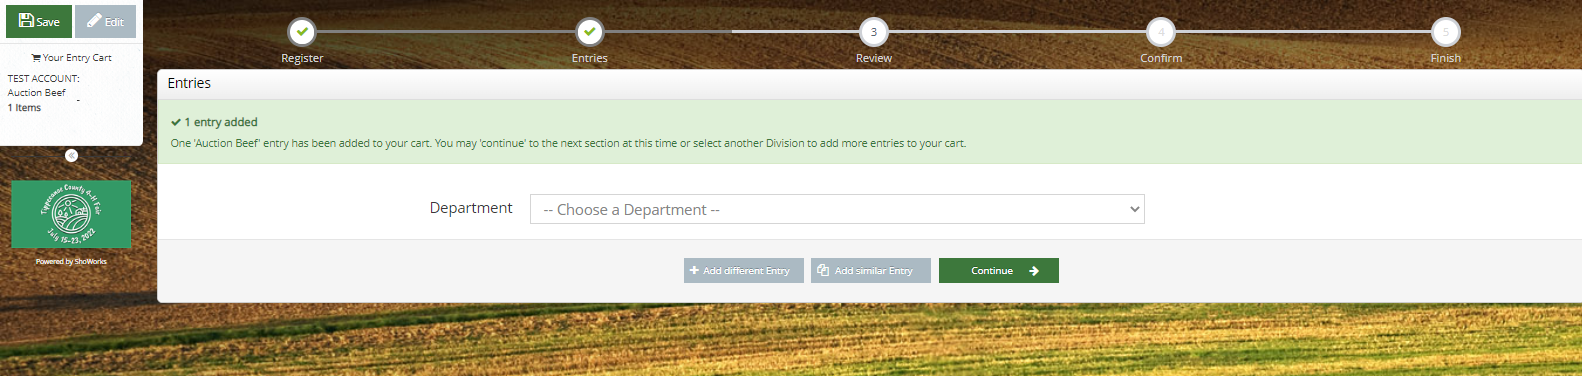 Save
Edit
Your Entry Cart
TEST ACCOUNT:
Auction Beef -
1 Items
Tippecanoe County 4-H Fair
July 15-23, 2022
Powered by ShoWorks
3
4
5
Register
Entries
Review
Confirm
Finish
Entries
1 entry added
One 'Auction Beef' entry has been added to your cart. You may 'continue' to the next section at this time or select another Division to add more entries to your cart.
Department
-- Choose a Department --
Add different Entry
Add similar Entry
Continue